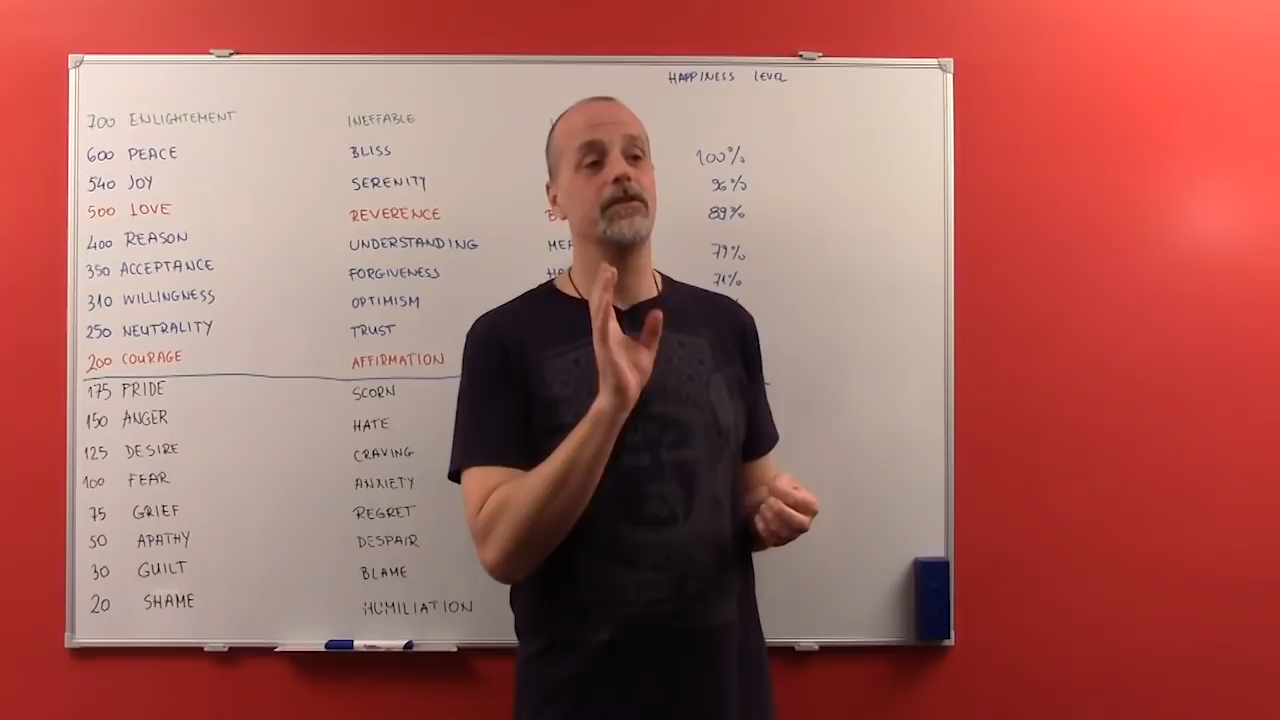 HAPPINESS LEVEL
700 ENLIGHTEMENT INEFFABLE
600 PEACE BLISS 100%
540 JOY SERENITY 96%
500 LOVE REVERENCE 89%
400 REASON UNDERSTANDING 79%
350 ACCEPTANCE FORGIVENESS 71%
310 WILLINGNESS OPTIMISM
250 NEUTRALITY TRUST
200 COURAGE AFFIRMATION
175 PRIDE SCORN
150 ANGER HATE
125 DESIRE CRAVING
100 FEAR ANXIETY
75 GRIEF REGRET
50 APATHY DESPAIR
30 GUILT BLAME
20 SHAME HUMILIATION